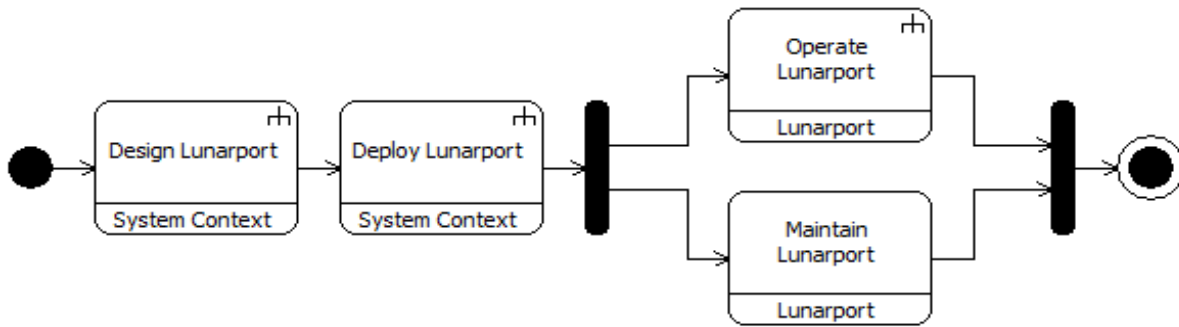 Design Lunarport
System Context
Deploy Lunarport
System Context
Operate
Lunarport
Lunarport
Maintain
Lunarport
Lunarport